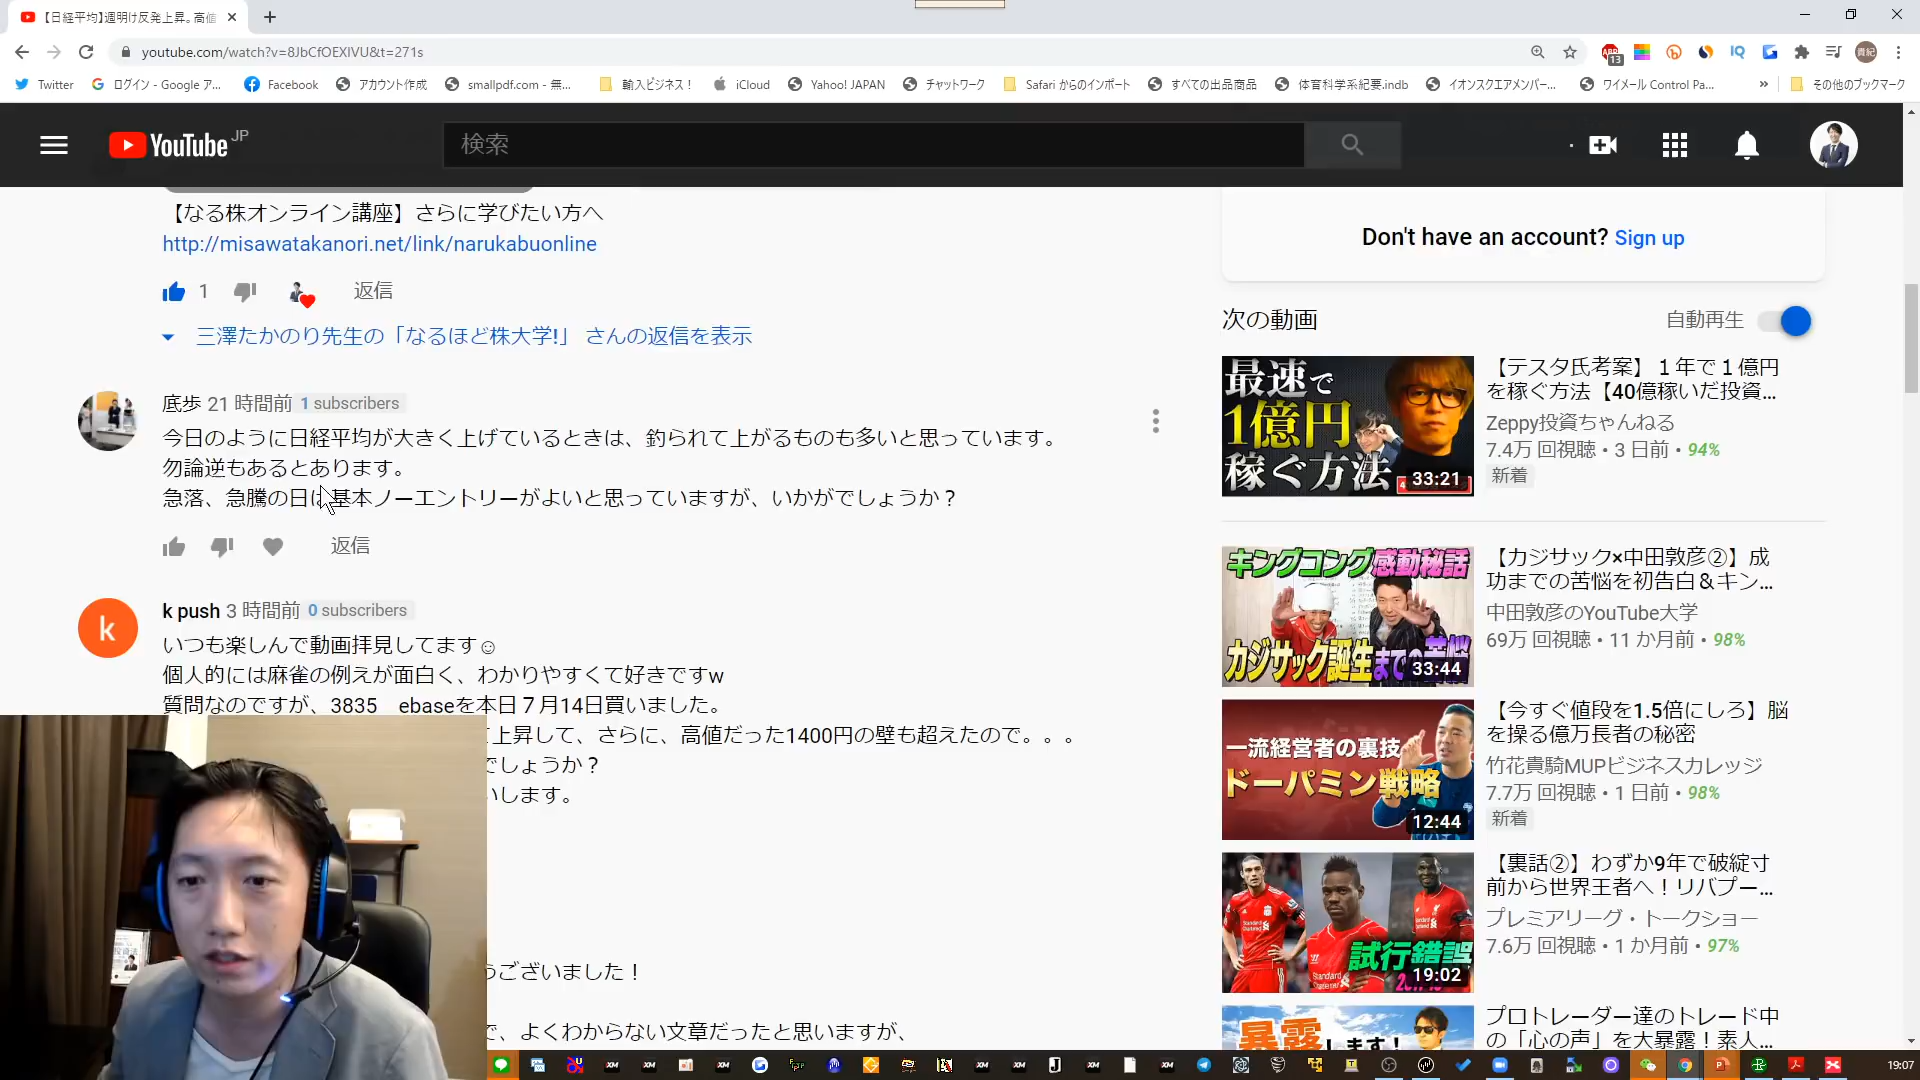 【日経平均】週明け反発上昇。高値
youtube.com/watch?v=8JbCfOEXIVU&t=271s
Twitter
ログイン - Google ア...
Facebook
アカウント作成
smallpdf.com - 無...
輸入ビジネス！
iCloud
Yahoo! JAPAN
チャットワーク
Safari からのインポート
すべての出品商品
体育科学系紀要.indb
イオンスクエアメンバー...
ワイメール Control Pa...
その他のブックマーク
YouTube JP
検索
【なる株オンライン講座】さらに学びたい方へ
http://misawatakanori.net/link/narukabuonline
1
返信
三澤たかのり先生の「なるほど株大学!」 さんの返信を表示
底歩 21 時間前 1 subscribers
今日のように日経平均が大きく上げているときは、釣られて上がるものも多いと思っています。
勿論逆もあるとあります。
急落、急騰の日は基本ノーエントリーがよいと思っていますが、いかがでしょうか？
返信
k push 3 時間前 0 subscribers
いつも楽しんで動画拝見してます☺
個人的には麻雀の例えが面白く、わかりやすくて好きですw
質問なのですが、3835　ebaseを本日７月14日買いました。
て上昇して、さらに、高値だった1400円の壁も超えたので。。。
でしょうか？
いします。
うございました！
で、よくわからない文章だったと思いますが、
Don't have an account? Sign up
次の動画
自動再生
最速で
1億円
稼ぐ方法
33:21
【テスタ氏考案】１年で１億円
を稼ぐ方法【40億稼いだ投資...
Zeppy投資ちゃんねる
7.4万 回視聴・3 日前・94%
新着
キングコング感動秘話
カジサック誕生までの苦悩
33:44
【カジサック×中田敦彦②】成
功までの苦悩を初告白＆キン...
中田敦彦のYouTube大学
69万 回視聴・11 か月前・98%
一流経営者の裏技
ドーパミン戦略
12:44
【今すぐ値段を1.5倍にしろ】脳
を操る億万長者の秘密
竹花貴騎MUPビジネスカレッジ
7.7万 回視聴・1 日前・98%
新着
試行錯誤
19:02
【裏話②】わずか9年で破綻寸
前から世界王者へ！リバプー...
プレミアリーグ・トークショー
7.6万 回視聴・1 か月前・97%
暴露します！
プロトレーダー達のトレード中
の「心の声」を大暴露！素人...
19:07